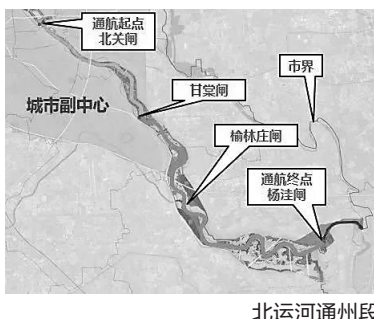 通航起点
北关闸
市界
甘棠闸
城市副中心
榆林庄闸
通航终点
杨洼闸
北运河通州段